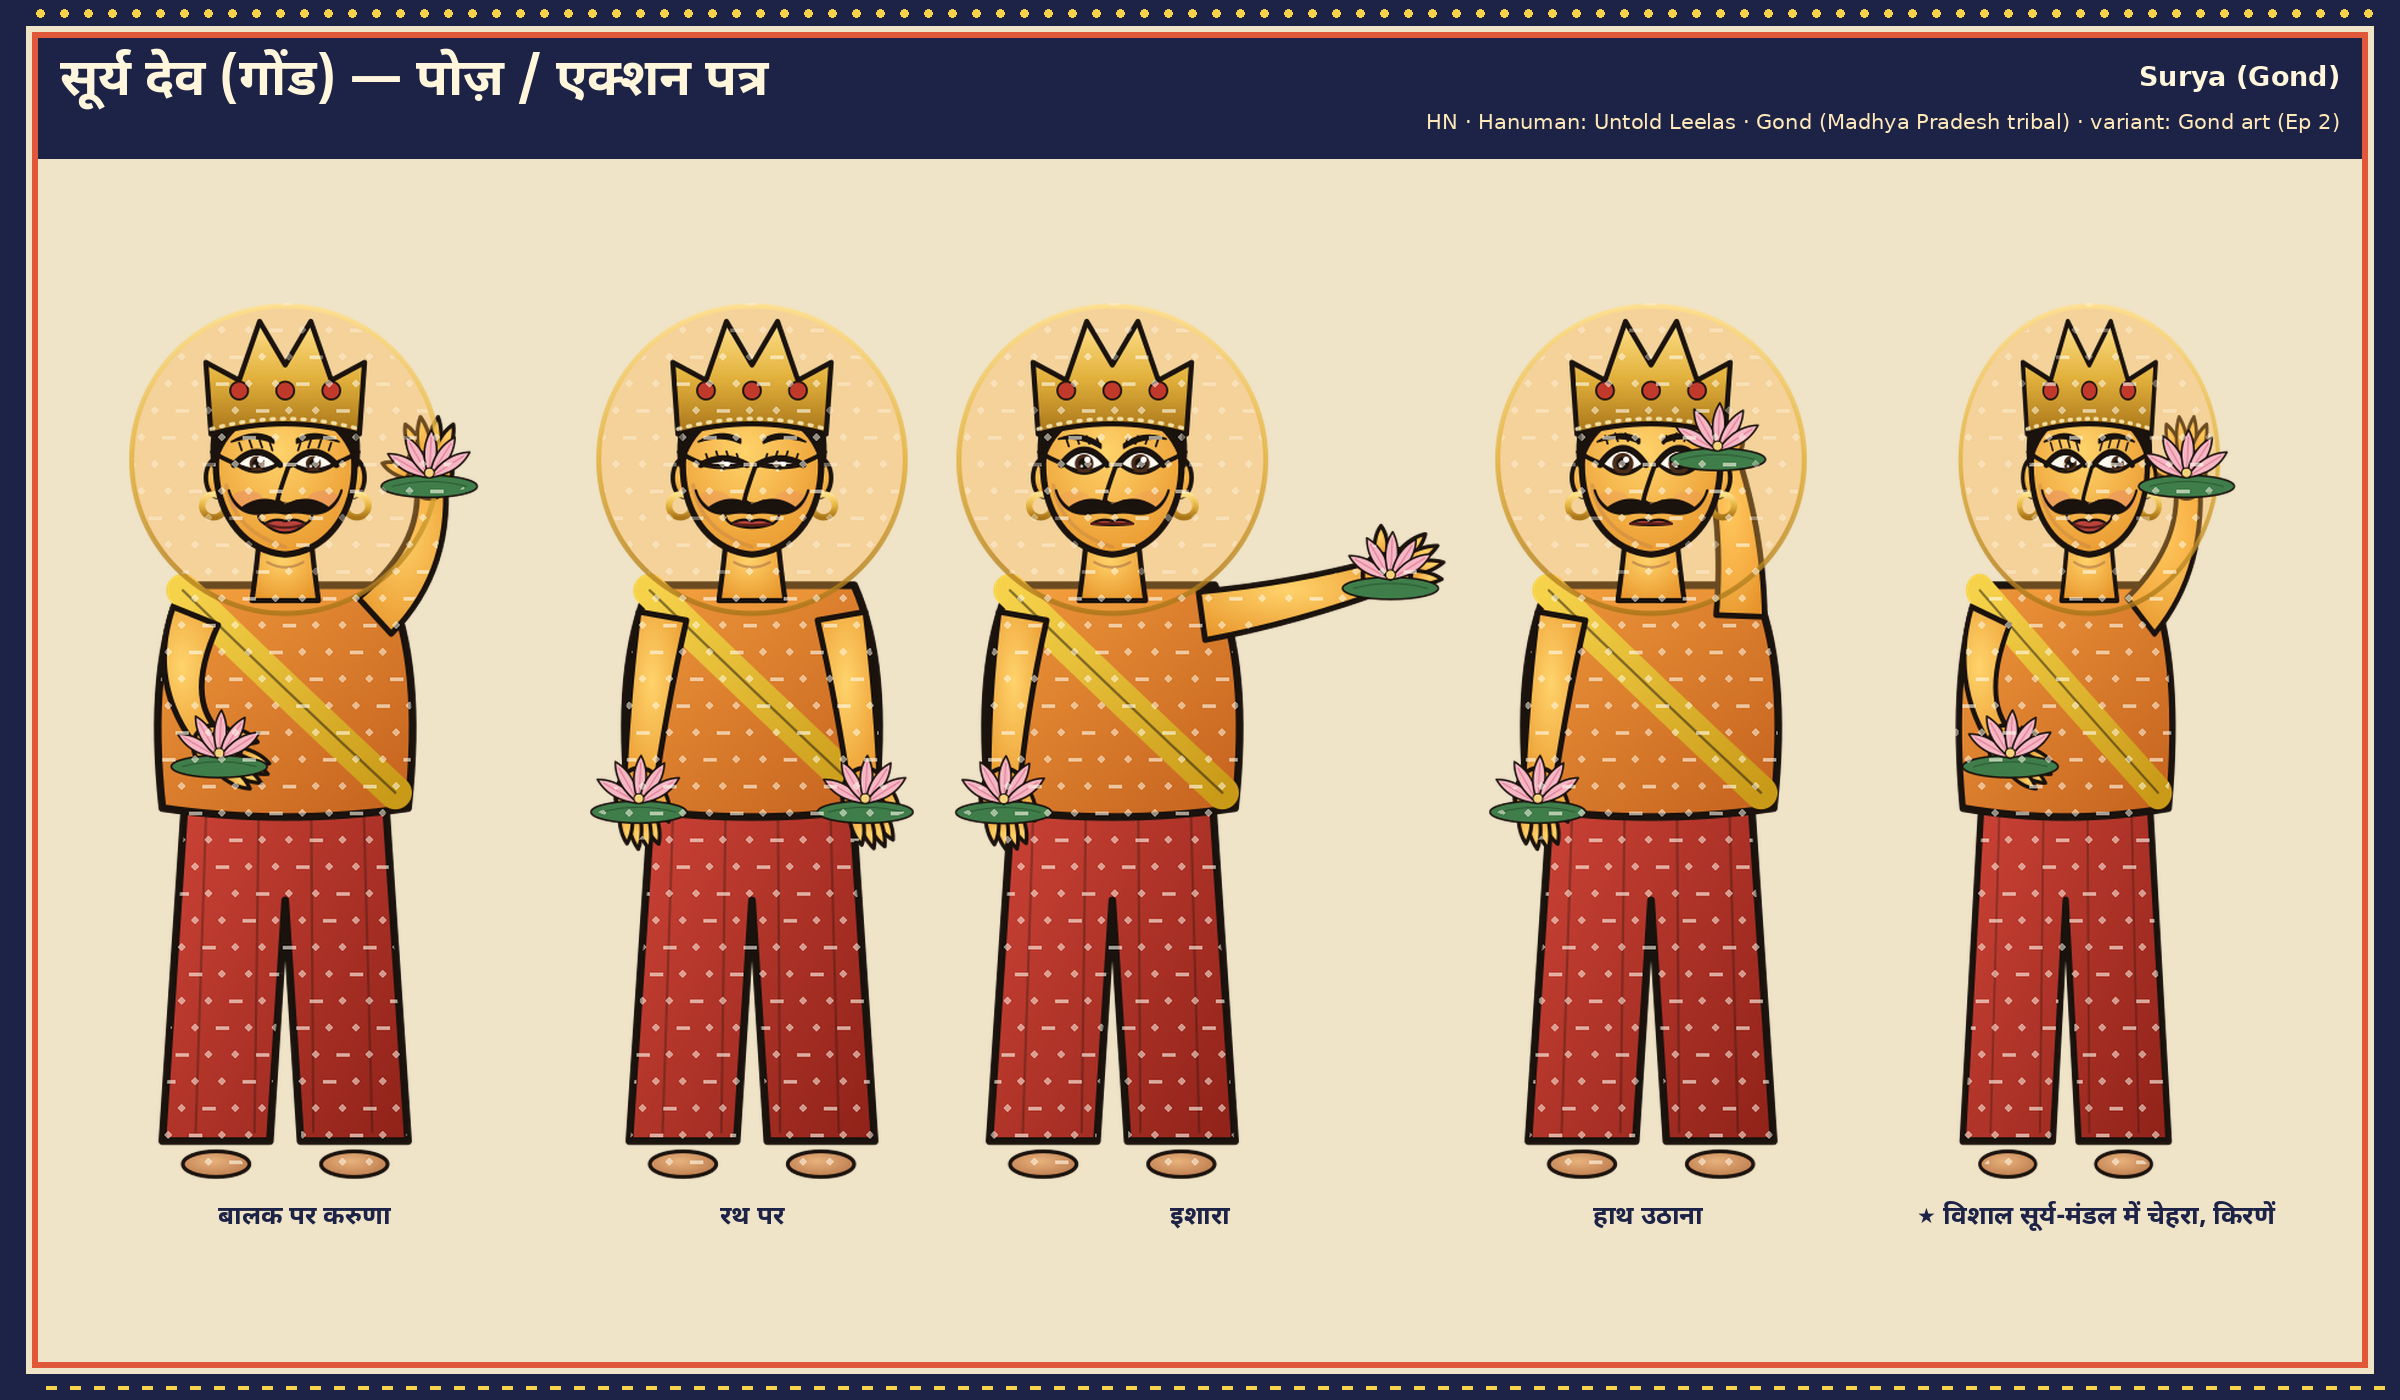 सूर्य देव (गोंड) — पोज़ / एक्शन पत्र
Surya (Gond)
HN · Hanuman: Untold Leelas · Gond (Madhya Pradesh tribal) · variant: Gond art (Ep 2)
बालक पर करुणा
रथ पर
इशारा
हाथ उठाना
★ विशाल सूर्य-मंडल में चेहरा, किरणें